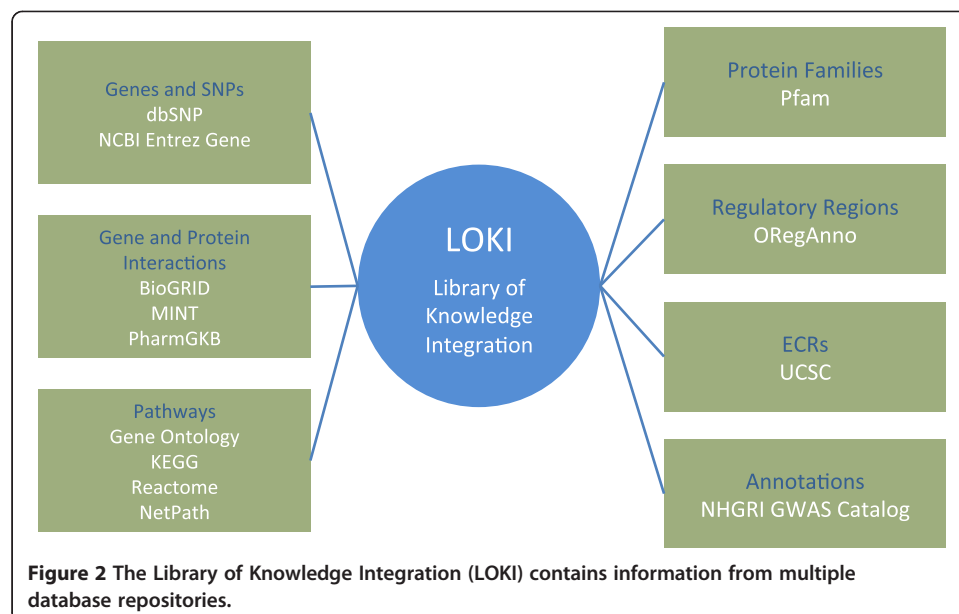 Genes and SNPs
dbSNP
NCBI Entrez Gene
Gene and Protein
Interactions
BioGRID
MINT
PharmGKB
Pathways
Gene Ontology
KEGG
Reactome
NetPath
LOKI
Library of
Knowledge
Integration
Protein Families
Pfam
Regulatory Regions
ORegAnno
ECRs
UCSC
Annotations
NHGRI GWAS Catalog
Figure 2 The Library of Knowledge Integration (LOKI) contains information from multiple
database repositories.